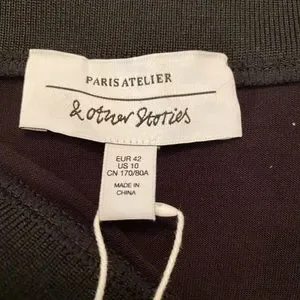 PARIS ATELIER
& other Stories
EUR 42
US 10
CN 170/80A
MADE IN
CHINA